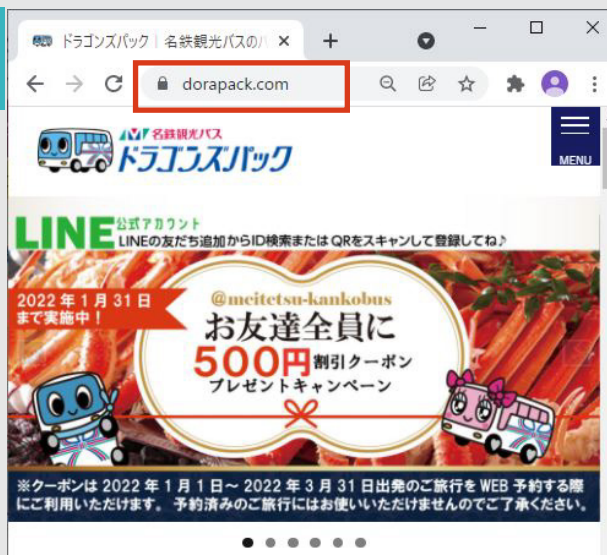 ドラゴンズパック｜名鉄観光バスの
dorapack.com
名鉄観光バス
ドラゴンズパック
MENU
LINE公式アカウント
LINEの友だち追加からID検索またはQRをスキャンして登録してね♪
2022年1月31日
まで実施中！
@meitetsu-kankobus
お友達全員に
500円割引クーポン
プレゼントキャンペーン
※クーポンは2022年1月1日～2022年3月31日出発のご旅行をWEB予約する際
にご利用いただけます。予約済みのご旅行にはお使いいただけませんのでご了承ください。